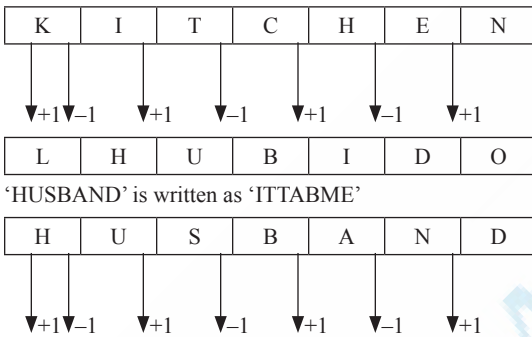 K I T C H E N
+1 –1 +1 –1 +1 –1 +1
L H U B I D O
‘HUSBAND’ is written as ‘ITTABME’
H U S B A N D
+1 –1 +1 –1 +1 –1 +1